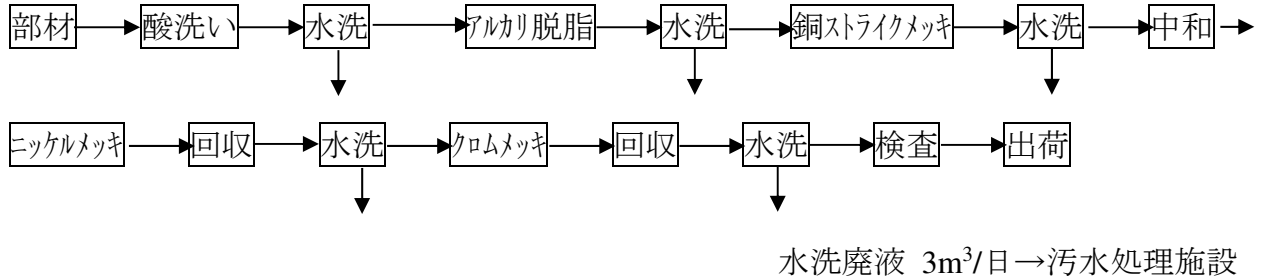 部材 酸洗い 水洗 アルカリ脱脂 水洗 銅ストライクメッキ 水洗 中和
ニッケルメッキ 回収 水洗 クロムメッキ 回収 水洗 検査 出荷
水洗廃液 3m³/日→汚水処理施設